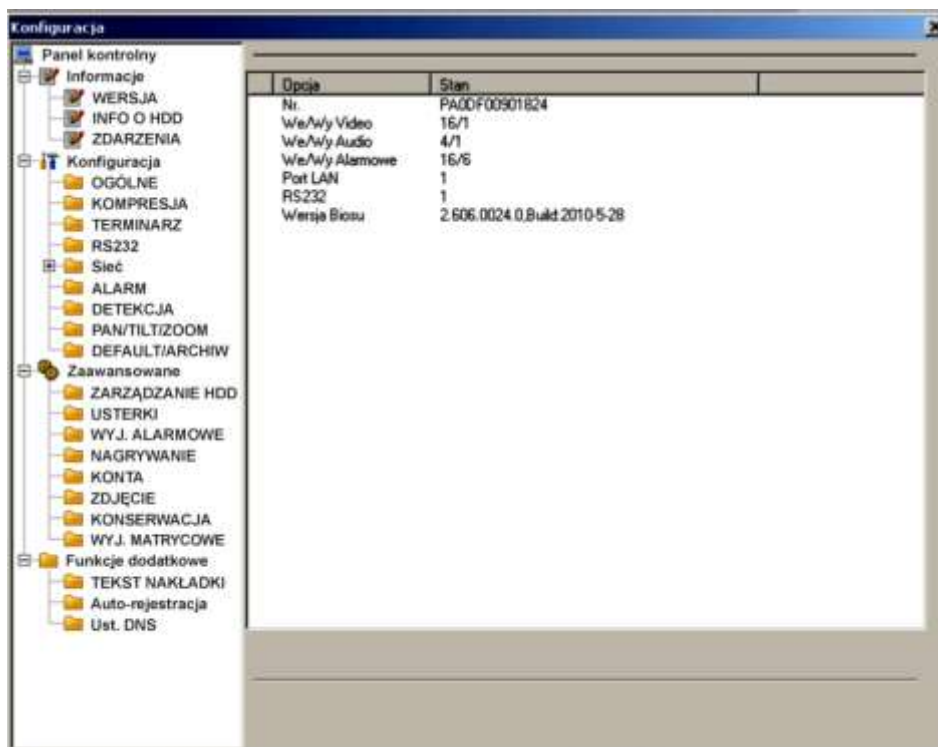 Konfiguracja
Panel kontrolny
Informacje
WERSJA
INFO O HDD
ZDARZENIA
Konfiguracja
OGÓLNE
KOMPRESJA
TERMINARZ
RS232
Sieć
ALARM
DETEKCJA
PAN/TILT/ZOOM
DEFAULT/ARCHIW
Zaawansowane
ZARZĄDZANIE HDD
USTERKI
WYJ. ALARMOWE
NAGRYWANIE
KONTA
ZDJĘCIE
KONSERWACJA
WYJ. MATRYCOWE
Funkcje dodatkowe
TEKST NAKŁADKI
Auto-rejestracja
Ust. DNS
Opcja Stan
Nr. PA0DF00901824
We/Wy Video 16/1
We/Wy Audio 4/1
We/Wy Alarmowe 16/6
Port LAN 1
RS232 1
Wersja Biosu 2.606.0024.0,Build:2010-5-28